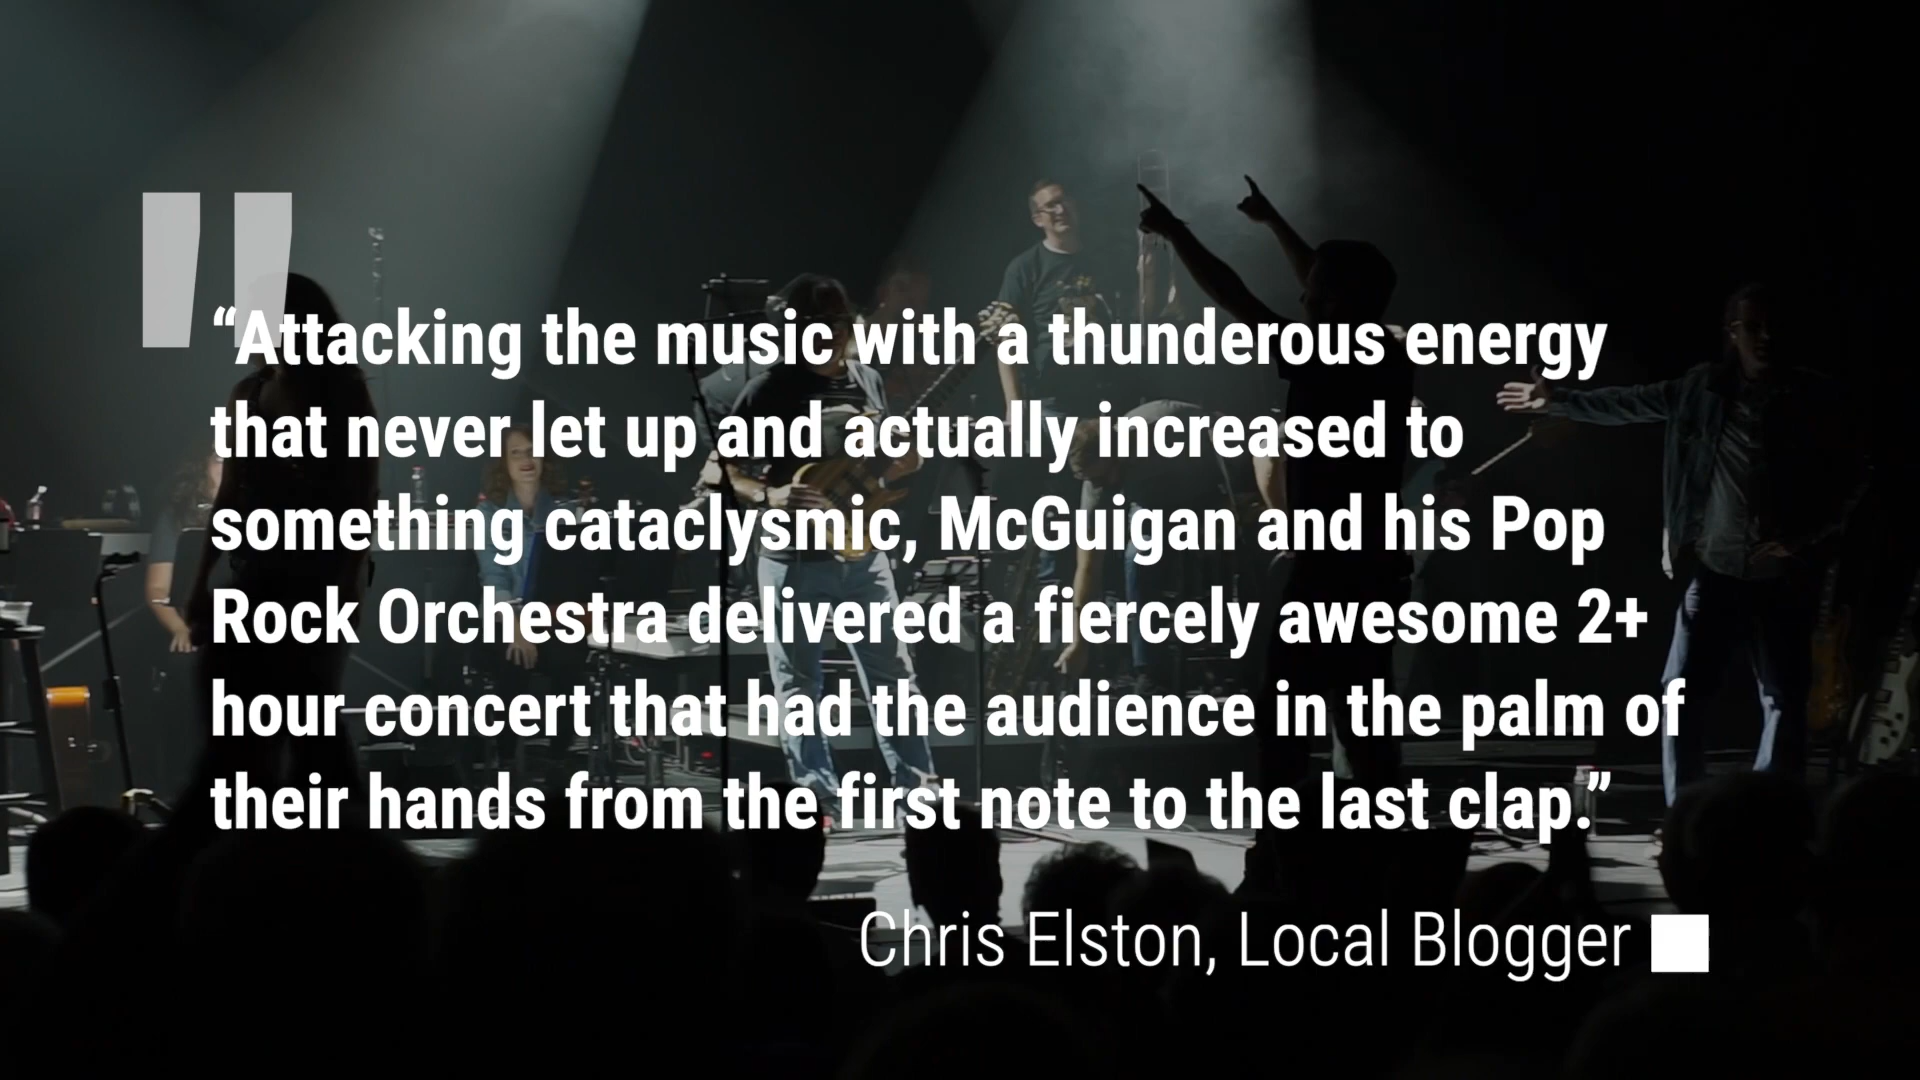 "
“Attacking the music with a thunderous energy
that never let up and actually increased to
something cataclysmic, McGuigan and his Pop
Rock Orchestra delivered a fiercely awesome 2+
hour concert that had the audience in the palm of
their hands from the first note to the last clap.”
Chris Elston, Local Blogger